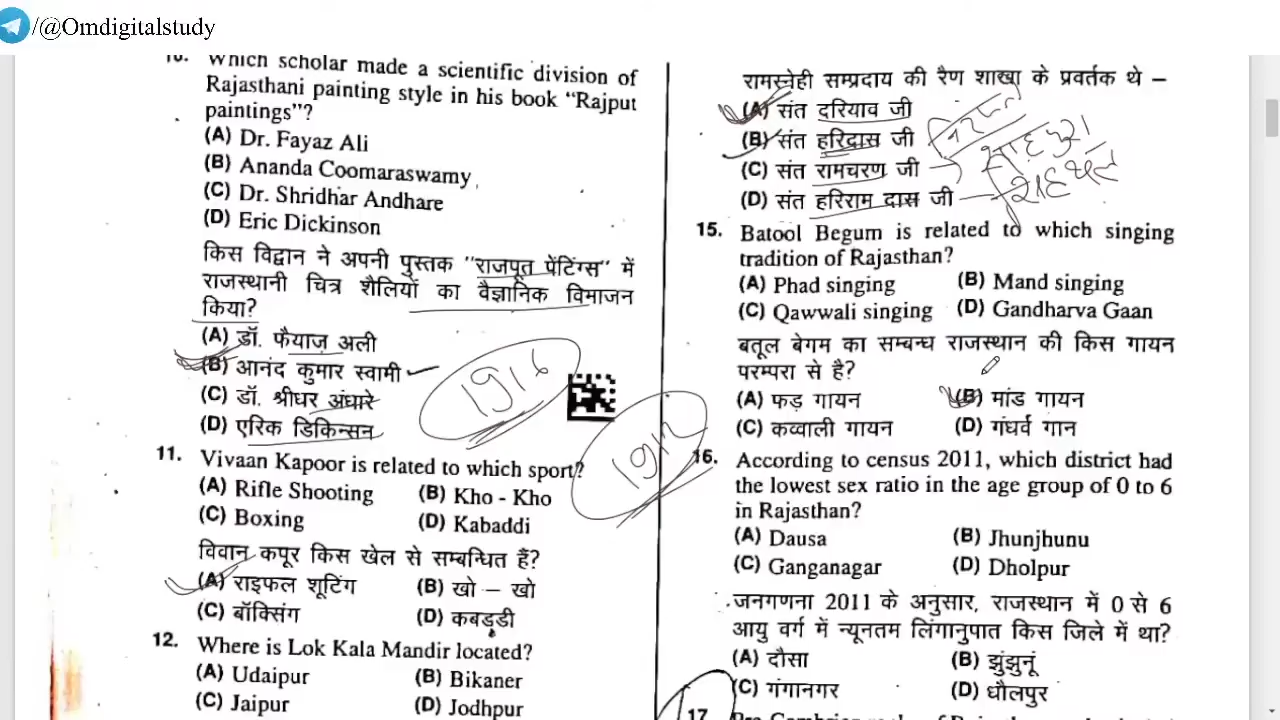 /@Omdigitalstudy
10. Which scholar made a scientific division of
Rajasthani painting style in his book “Rajput
paintings”?
(A) Dr. Fayaz Ali
(B) Ananda Coomaraswamy
(C) Dr. Shridhar Andhare
(D) Eric Dickinson
किस विद्वान ने अपनी पुस्तक "राजपूत पेंटिंग्स" में
राजस्थानी चित्र शैलियों का वैज्ञानिक विभाजन
किया?
(A) डॉ. फैयाज़ अली
(B) आनंद कुमार स्वामी
(C) डॉ. श्रीधर अंधारे
(D) एरिक डिकिन्सन
1916
11. Vivaan Kapoor is related to which sport?
(A) Rifle Shooting (B) Kho - Kho
(C) Boxing (D) Kabaddi
विवान कपूर किस खेल से सम्बन्धित हैं?
(A) राइफल शूटिंग (B) खो – खो
(C) बॉक्सिंग (D) कबड्डी
12. Where is Lok Kala Mandir located?
(A) Udaipur (B) Bikaner
(C) Jaipur (D) Jodhpur
रामस्नेही सम्प्रदाय की रैण शाखा के प्रवर्तक थे –
(A) संत दरियाव जी
(B) संत हरिदास जी
(C) संत रामचरण जी
(D) संत हरिराम दास जी
15. Batool Begum is related to which singing
tradition of Rajasthan?
(A) Phad singing (B) Mand singing
(C) Qawwali singing (D) Gandharva Gaan
बतूल बेगम का सम्बन्ध राजस्थान की किस गायन
परम्परा से है?
(A) फड़ गायन (B) मांड गायन
(C) कव्वाली गायन (D) गंधर्व गान
16. According to census 2011, which district had
the lowest sex ratio in the age group of 0 to 6
in Rajasthan?
(A) Dausa (B) Jhunjhunu
(C) Ganganagar (D) Dholpur
जनगणना 2011 के अनुसार, राजस्थान में 0 से 6
आयु वर्ग में न्यूनतम लिंगानुपात किस जिले में था?
(A) दौसा (B) झुंझुनूं
(C) गंगानगर (D) धौलपुर
17